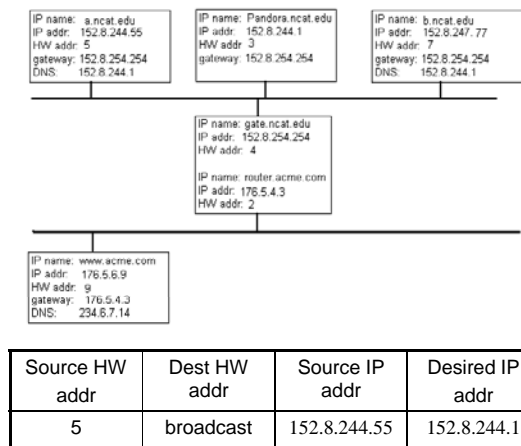 IP name: a.ncat.edu
IP addr: 152.8.244.55
HW addr: 5
gateway: 152.8.254.254
DNS: 152.8.244.1
IP name: Pandora.ncat.edu
IP addr: 152.8.244.1
HW addr: 3
gateway: 152.8.254.254
IP name: b.ncat.edu
IP addr: 152.8.247. 77
HW addr: 7
gateway: 152.8.254.254
DNS: 152.8.244.1
IP name: gate.ncat.edu
IP addr: 152.8.254.254
HW addr: 4
IP name: router.acme.com
IP addr: 176.5.4.3
HW addr: 2
IP name: www.acme.com
IP addr: 176.5.6.9
HW addr: 9
gateway: 176.5.4.3
DNS: 234.6.7.14
Source HW addr
Dest HW addr
Source IP addr
Desired IP addr
5
broadcast
152.8.244.55
152.8.244.1